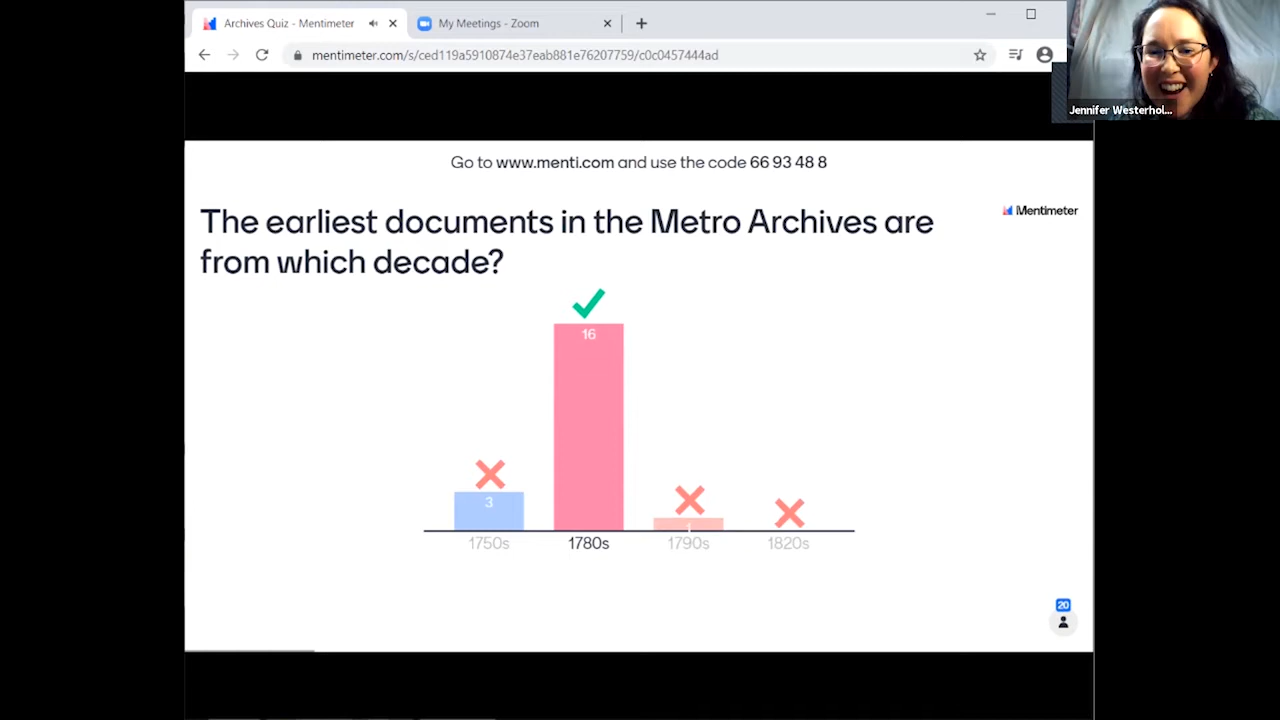 Archives Quiz - Mentimeter
My Meetings - Zoom
mentimeter.com/s/ced119a5910874e37eab881e76207759/c0c0457444ad
Jennifer Westerhol...
Go to www.menti.com and use the code 66 93 48 8
Mentimeter
The earliest documents in the Metro Archives are
from which decade?
16
3
1
1750s
1780s
1790s
1820s
20